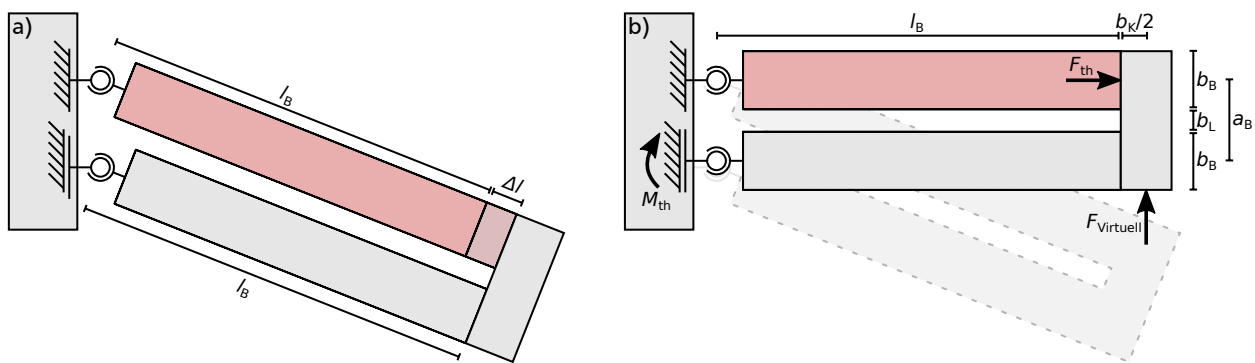 a)
l_B
Δl
l_B
b)
l_B
b_K/2
F_th
b_B
b_L
a_B
b_B
M_th
F_Virtuell